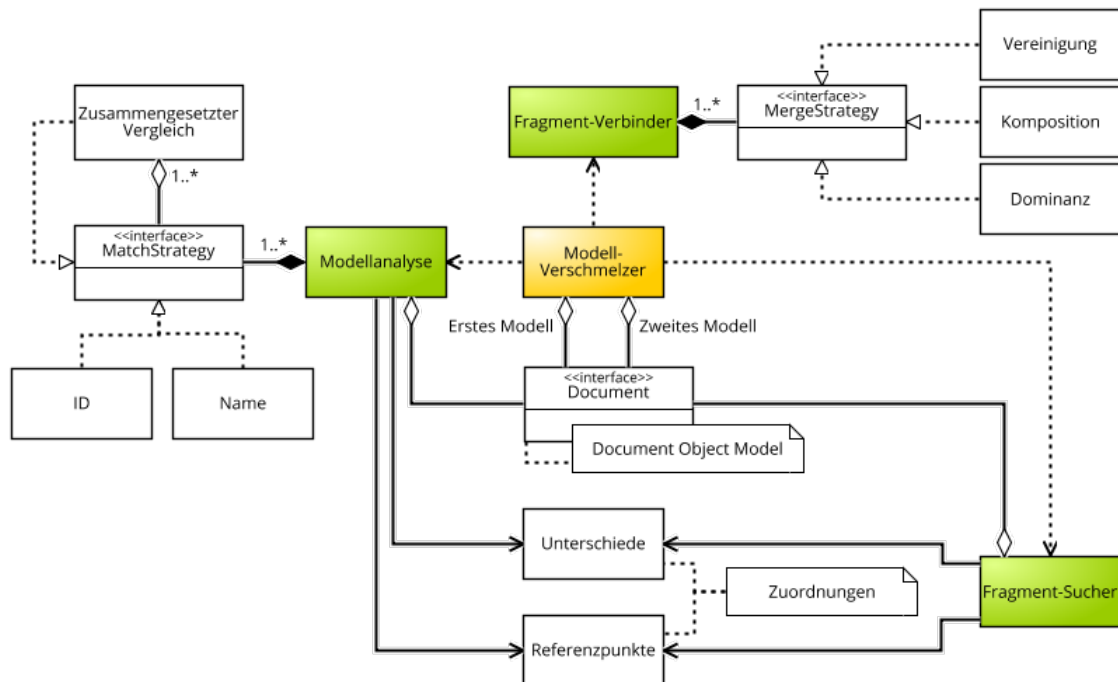 Vereinigung
Zusammengesetzter
Vergleich
1..*
<<interface>>
MergeStrategy
Fragment-Verbinder
Komposition
1..*
Dominanz
<<interface>>
MatchStrategy
1..*
Modellanalyse
Modell-
Verschmelzer
Erstes Modell
Zweites Modell
<<interface>>
Document
ID
Name
Document Object Model
Unterschiede
Zuordnungen
Fragment-Sucher
Referenzpunkte